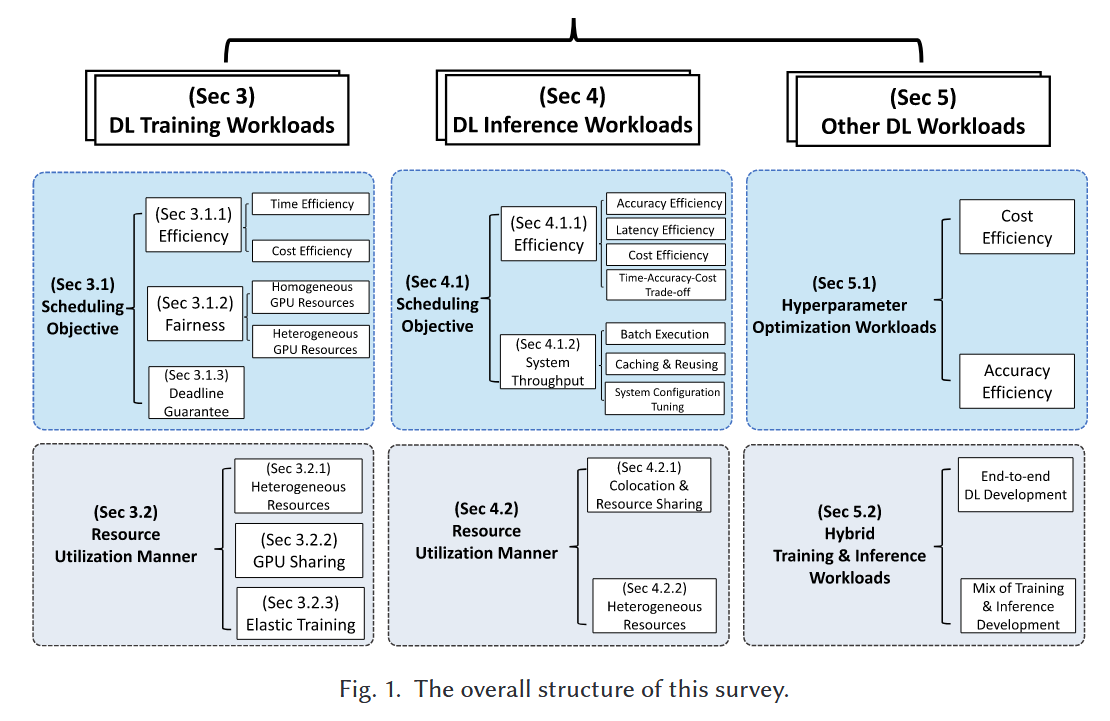 (Sec 3)
DL Training Workloads
(Sec 4)
DL Inference Workloads
(Sec 5)
Other DL Workloads
(Sec 3.1)
Scheduling
Objective
(Sec 3.1.1)
Efficiency
Time Efficiency
Cost Efficiency
(Sec 3.1.2)
Fairness
Homogeneous
GPU Resources
Heterogeneous
GPU Resources
(Sec 3.1.3)
Deadline
Guarantee
(Sec 4.1)
Scheduling
Objective
(Sec 4.1.1)
Efficiency
Accuracy Efficiency
Latency Efficiency
Cost Efficiency
Time-Accuracy-Cost
Trade-off
(Sec 4.1.2)
System
Throughput
Batch Execution
Caching & Reusing
System Configuration
Tuning
(Sec 5.1)
Hyperparameter
Optimization Workloads
Cost
Efficiency
Accuracy
Efficiency
(Sec 3.2)
Resource
Utilization Manner
(Sec 3.2.1)
Heterogeneous
Resources
(Sec 3.2.2)
GPU Sharing
(Sec 3.2.3)
Elastic Training
(Sec 4.2)
Resource
Utilization Manner
(Sec 4.2.1)
Colocation &
Resource Sharing
(Sec 4.2.2)
Heterogeneous
Resources
(Sec 5.2)
Hybrid
Training & Inference
Workloads
End-to-end
DL Development
Mix of Training
& Inference
Development
Fig. 1. The overall structure of this survey.